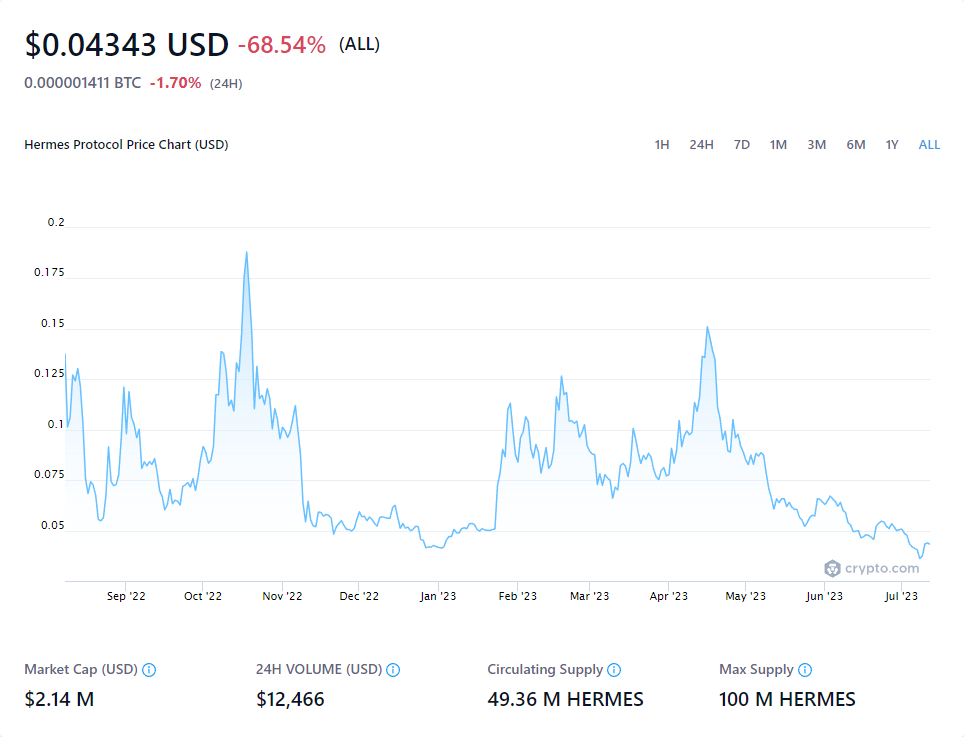 $0.04343 USD -68.54% (ALL)
0.000001411 BTC -1.70% (24H)
Hermes Protocol Price Chart (USD) 1H 24H 7D 1M 3M 6M 1Y ALL
0.2
0.175
0.15
0.125
0.1
0.075
0.05
crypto.com
Sep '22 Oct '22 Nov '22 Dec '22 Jan '23 Feb '23 Mar '23 Apr '23 May '23 Jun '23 Jul '23
Market Cap (USD) 24H VOLUME (USD) Circulating Supply Max Supply
$2.14 M $12,466 49.36 M HERMES 100 M HERMES